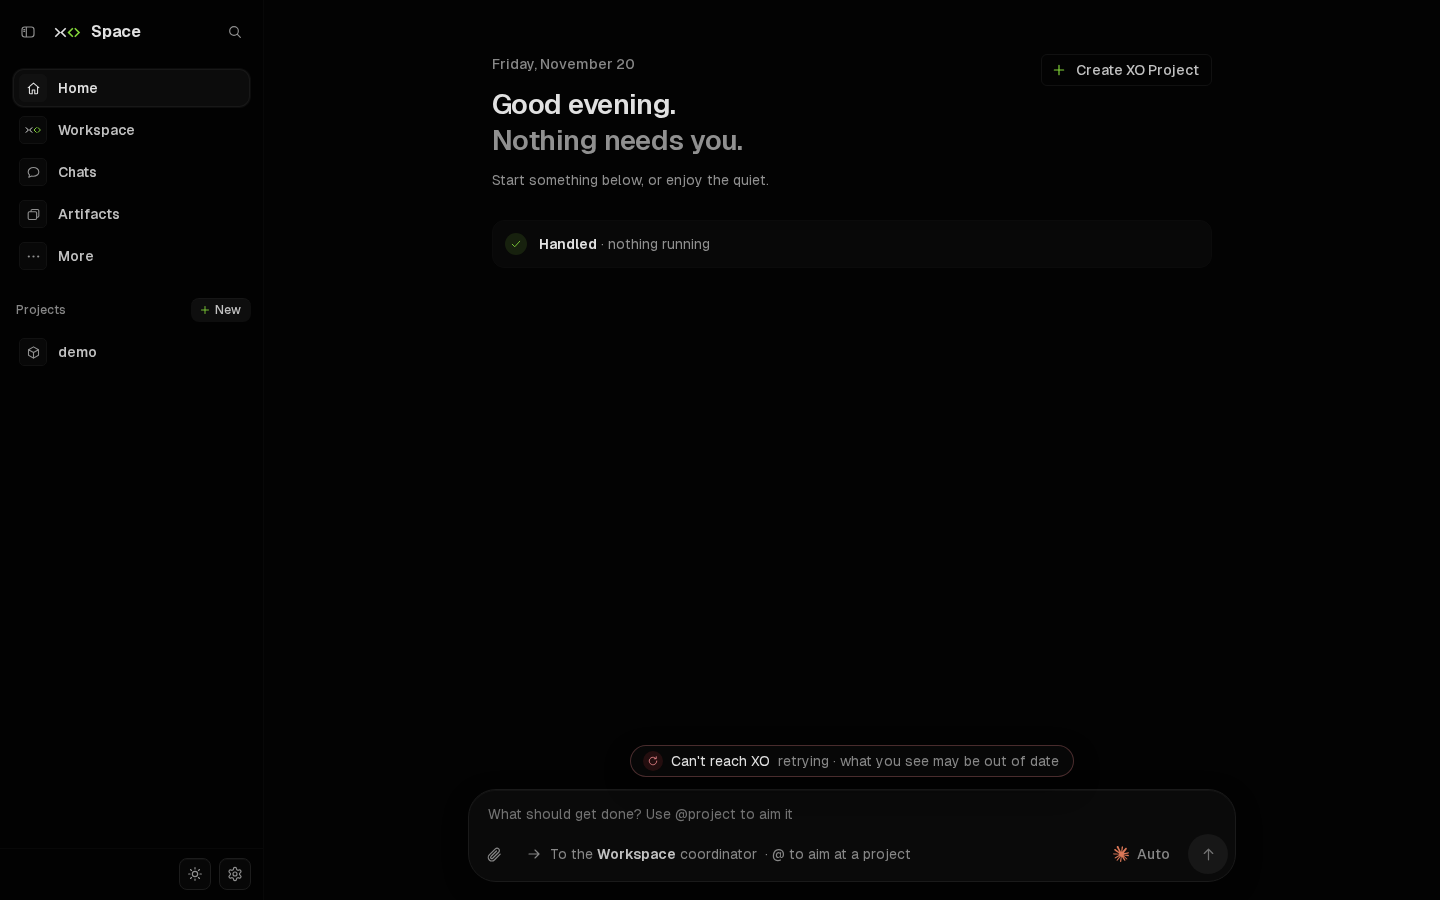 Space
Home
Workspace
Chats
Artifacts
More
Projects
New
demo
Friday, November 20
Create XO Project
Good evening.
Nothing needs you.
Start something below, or enjoy the quiet.
Handled · nothing running
Can't reach XO retrying · what you see may be out of date
What should get done? Use @project to aim it
To the Workspace coordinator · @ to aim at a project
Auto